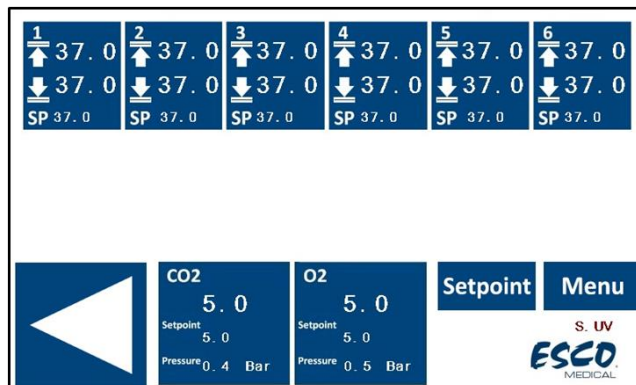 1 2 3 4 5 6
37. 0 37. 0 37. 0 37. 0 37. 0 37. 0
37. 0 37. 0 37. 0 37. 0 37. 0 37. 0
SP 37. 0 SP 37. 0 SP 37. 0 SP 37. 0 SP 37. 0 SP 37. 0
CO2
5. 0
Setpoint
5. 0
Pressure 0. 4 Bar
O2
5. 0
Setpoint
5. 0
Pressure 0. 5 Bar
Setpoint
Menu
S. UV
ESCO
MEDICAL